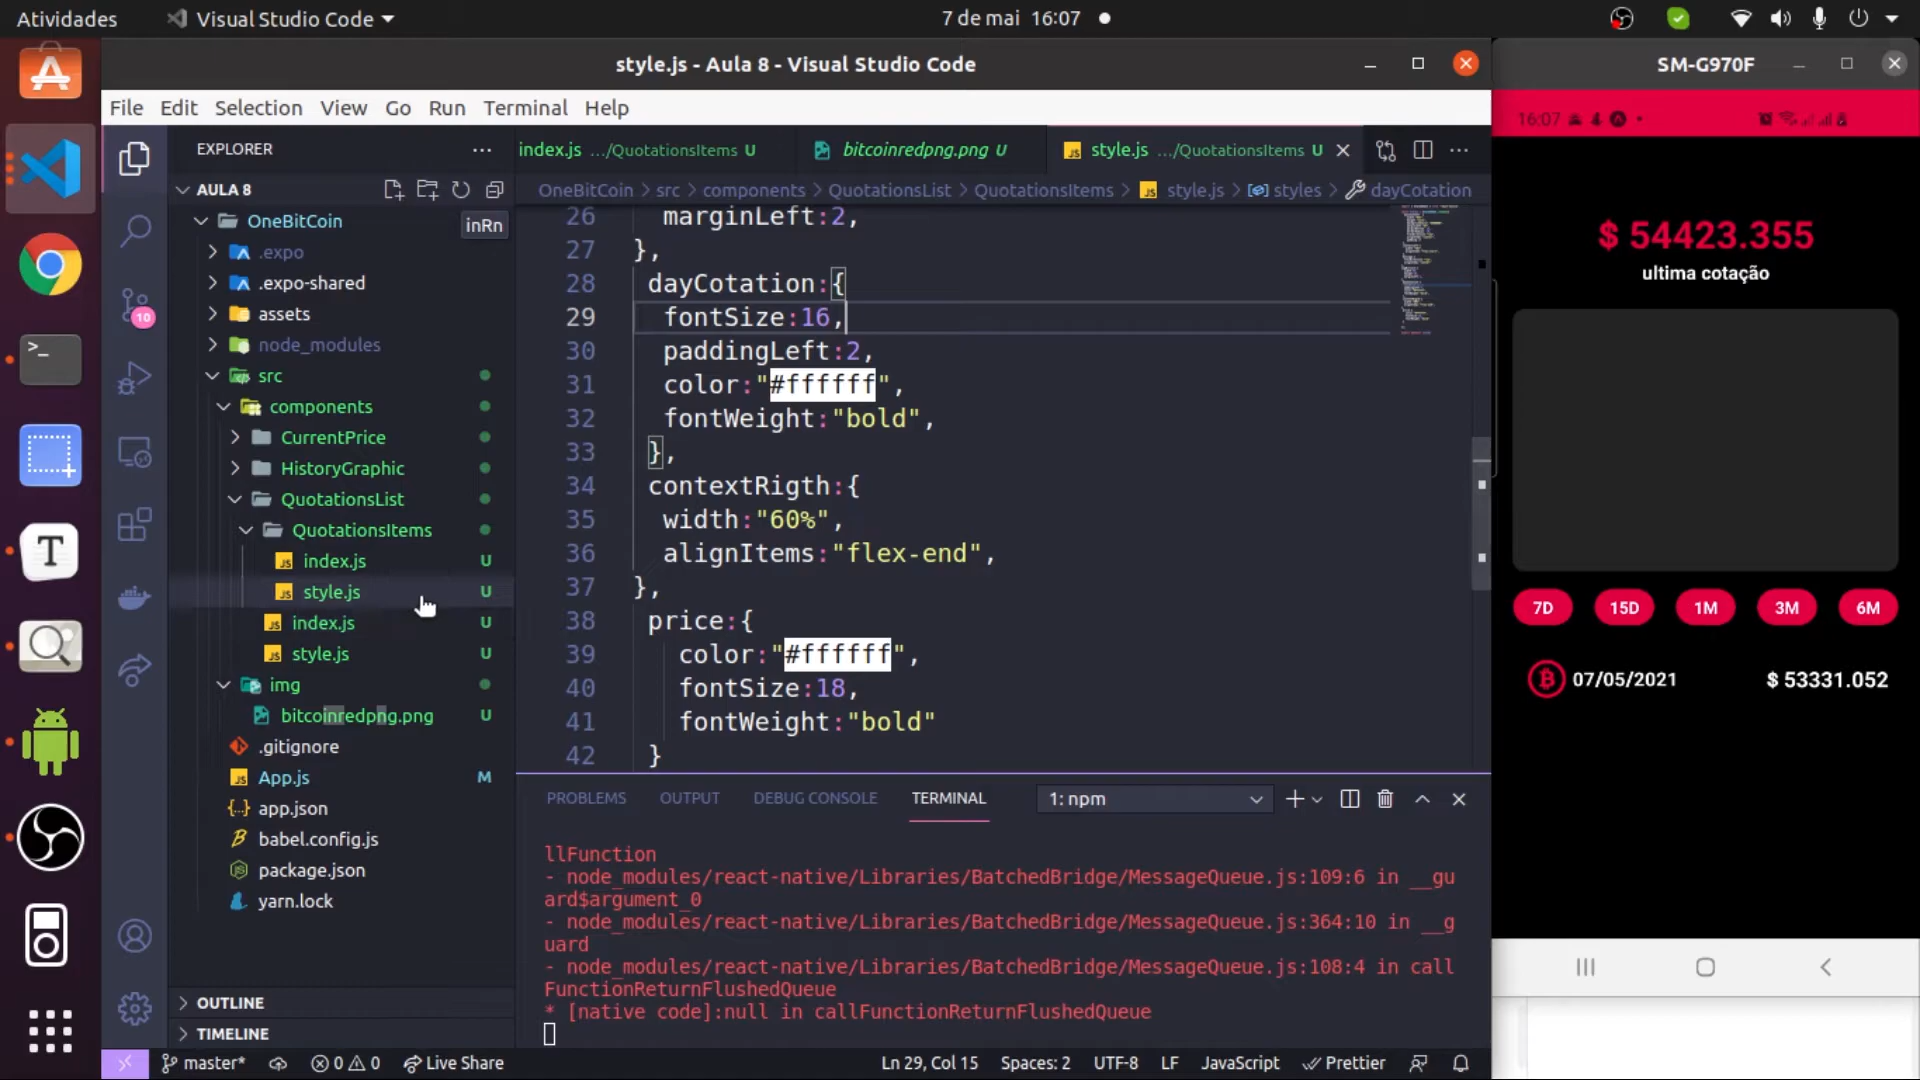 Atividades
Visual Studio Code
7 de mai 16:07
style.js - Aula 8 - Visual Studio Code
SM-G970F
File Edit Selection View Go Run Terminal Help
16:07
EXPLORER
index.js .../QuotationsItems U
bitcoinredpng.png U
style.js .../QuotationsItems U
AULA 8
OneBitCoin > src > components > QuotationsList > QuotationsItems > style.js > styles > dayCotation
OneBitCoin
inRn
.expo
.expo-shared
assets
node_modules
src
components
CurrentPrice
HistoryGraphic
QuotationsList
QuotationsItems
index.js U
style.js U
index.js U
style.js U
img
bitcoinredpng.png U
.gitignore
App.js M
app.json
babel.config.js
package.json
yarn.lock
OUTLINE
TIMELINE
10
26 marginLeft:2,
27 },
28 dayCotation:{
29 fontSize:16,
30 paddingLeft:2,
31 color:"#ffffff",
32 fontWeight:"bold",
33 },
34 contextRigth:{
35 width:"60%",
36 alignItems:"flex-end",
37 },
38 price:{
39 color:"#ffffff",
40 fontSize:18,
41 fontWeight:"bold"
42 }
PROBLEMS OUTPUT DEBUG CONSOLE TERMINAL
1: npm
llFunction
- node_modules/react-native/Libraries/BatchedBridge/MessageQueue.js:109:6 in __gu
ard$argument_0
- node_modules/react-native/Libraries/BatchedBridge/MessageQueue.js:364:10 in __g
uard
- node_modules/react-native/Libraries/BatchedBridge/MessageQueue.js:108:4 in call
FunctionReturnFlushedQueue
* [native code]:null in callFunctionReturnFlushedQueue
master* 0 0 Live Share
Ln 29, Col 15 Spaces: 2 UTF-8 LF JavaScript Prettier
$ 54423.355
ultima cotação
7D 15D 1M 3M 6M
07/05/2021 $ 53331.052